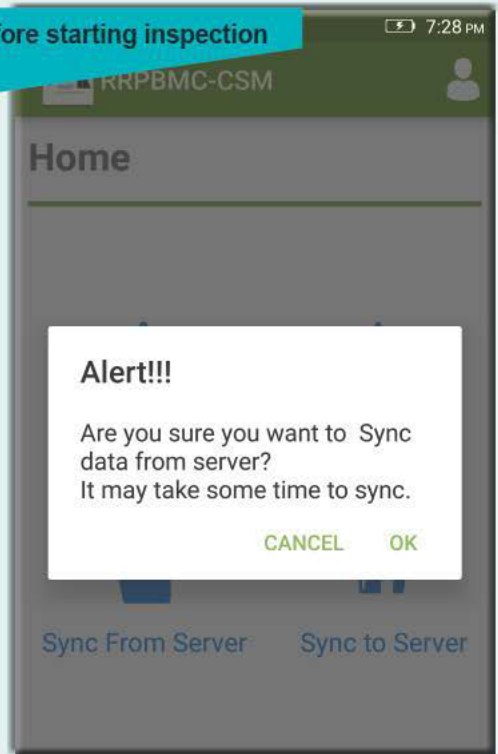 fore starting inspection
7:28 PM
RRPBMC-CSM
Home
Alert!!!
Are you sure you want to Sync
data from server?
It may take some time to sync.
CANCEL OK
Sync From Server Sync to Server